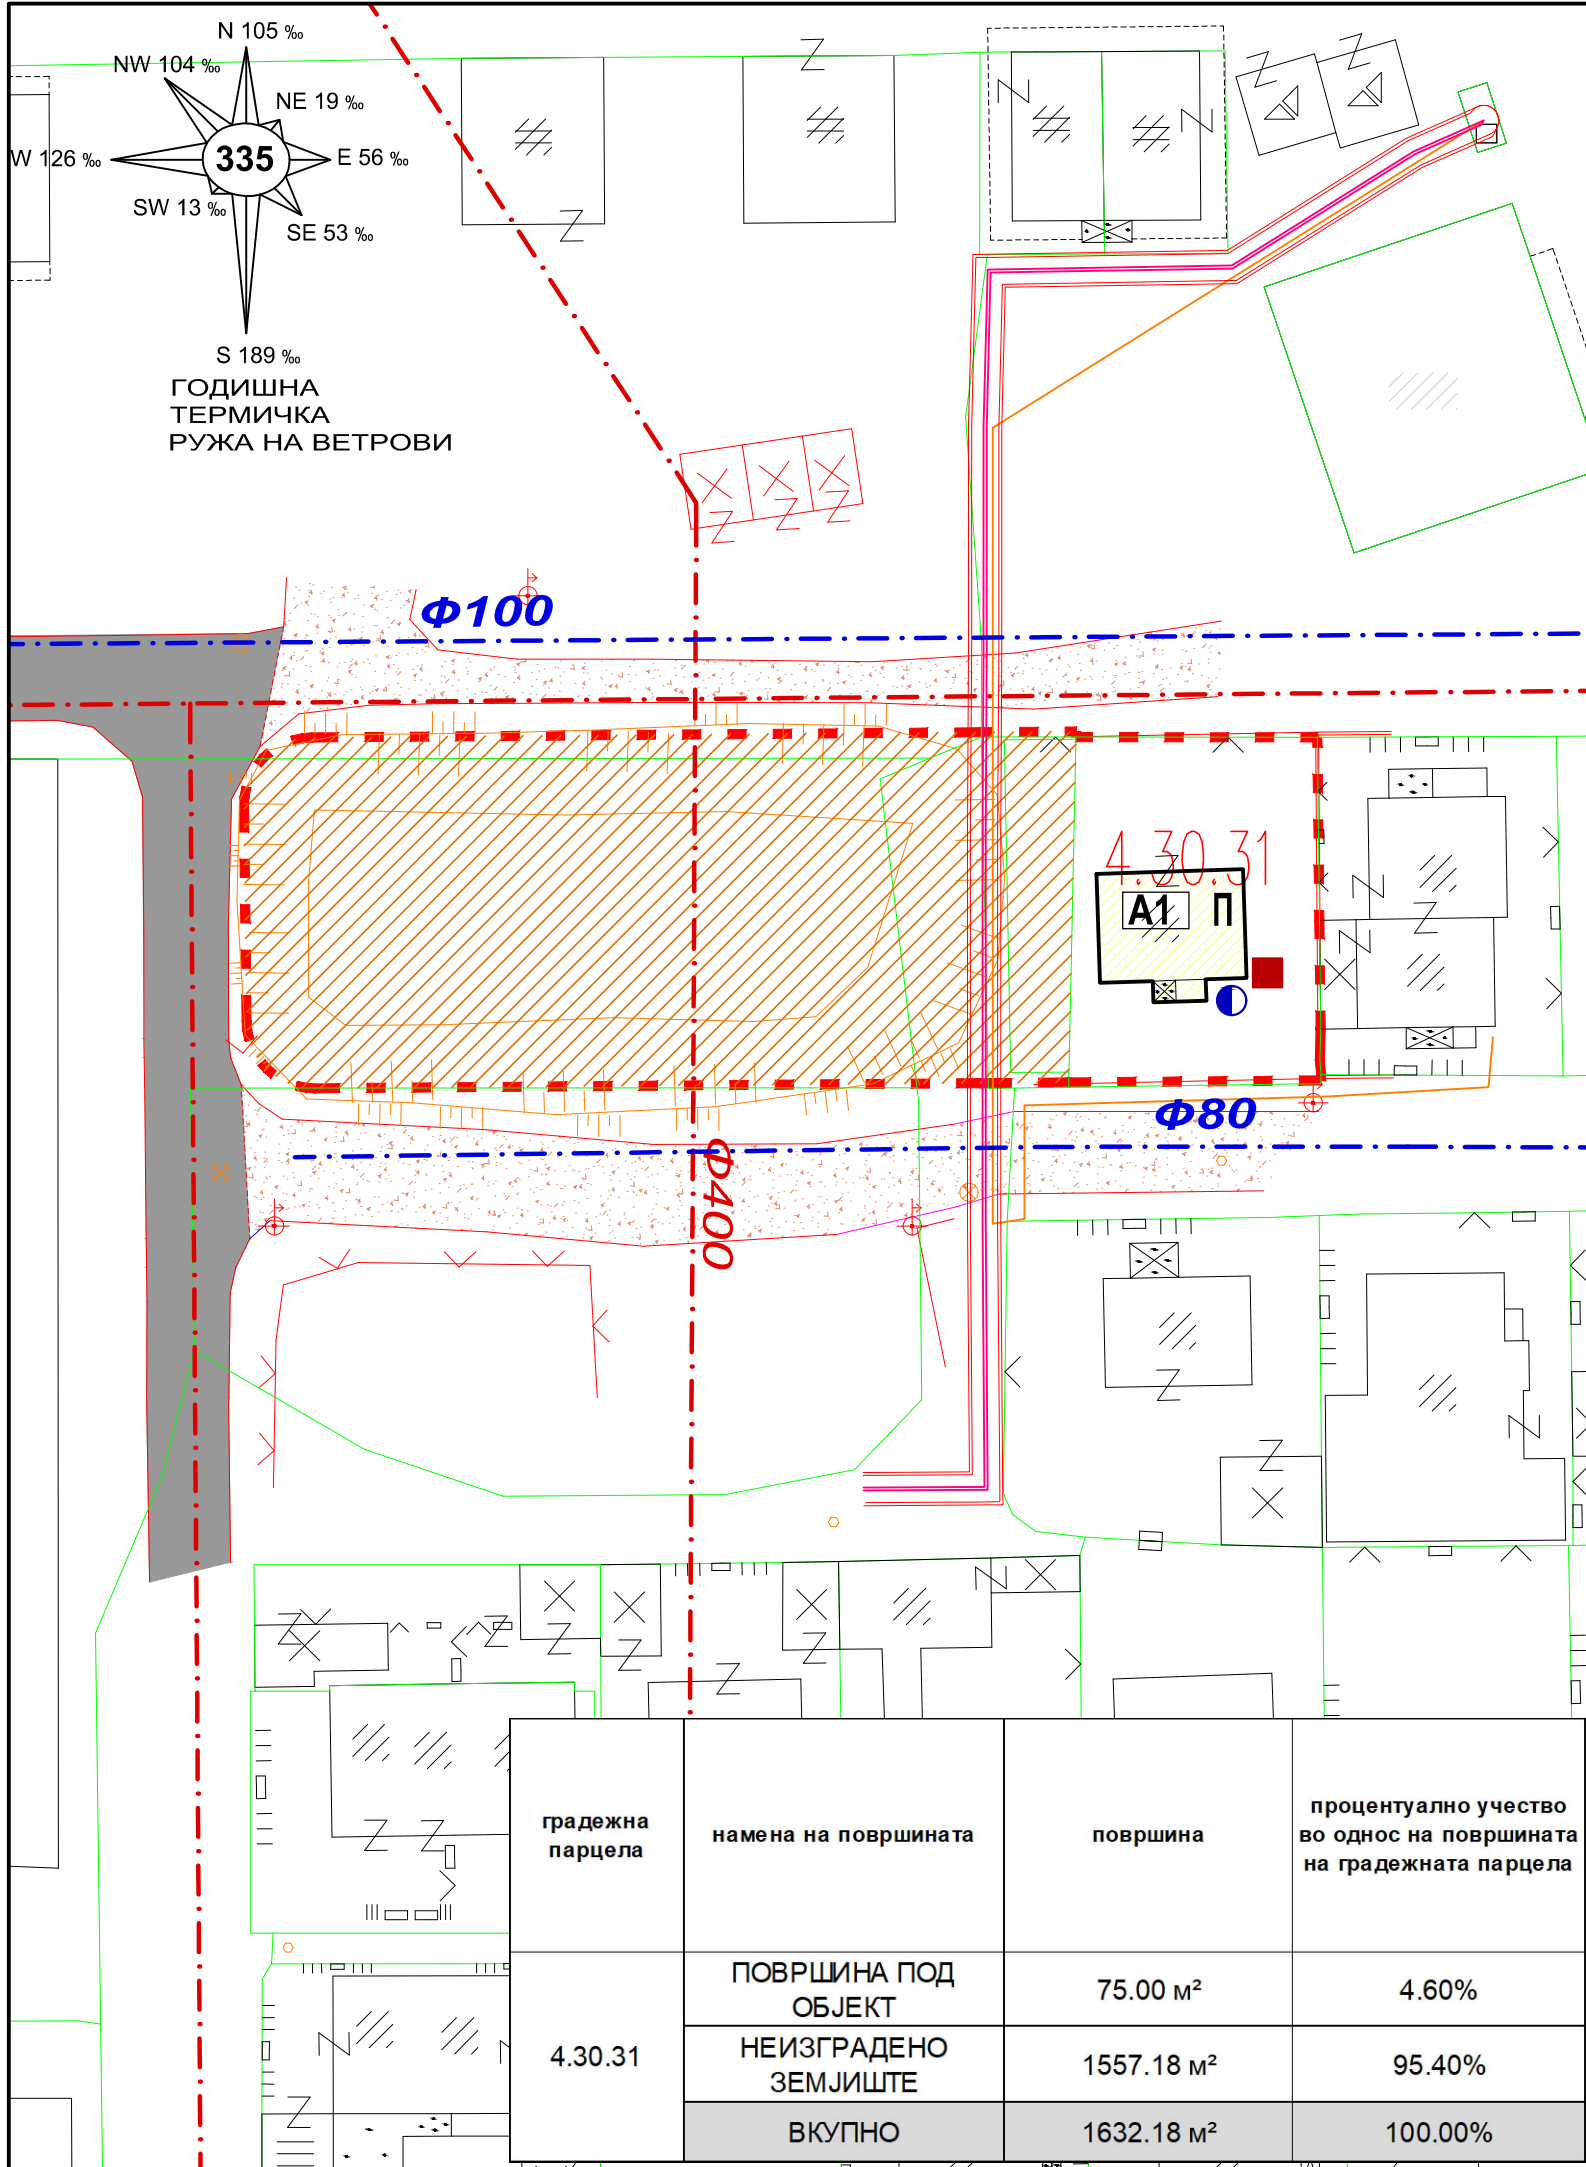 N 105 ‰
NW 104 ‰
NE 19 ‰
W 126 ‰
335
E 56 ‰
SW 13 ‰
SE 53 ‰
S 189 ‰
ГОДИШНА
ТЕРМИЧКА
РУЖА НА ВЕТРОВИ
Ф100
4.30.31
А1 П
Ф80
Ф400
градежна
парцела
намена на површината
површина
процентуално учество
во однос на површината
на градежната парцела
4.30.31
ПОВРШИНА ПОД
ОБЈЕКТ
75.00 м²
4.60%
НЕИЗГРАДЕНО
ЗЕМЈИШТЕ
1557.18 м²
95.40%
ВКУПНО
1632.18 м²
100.00%